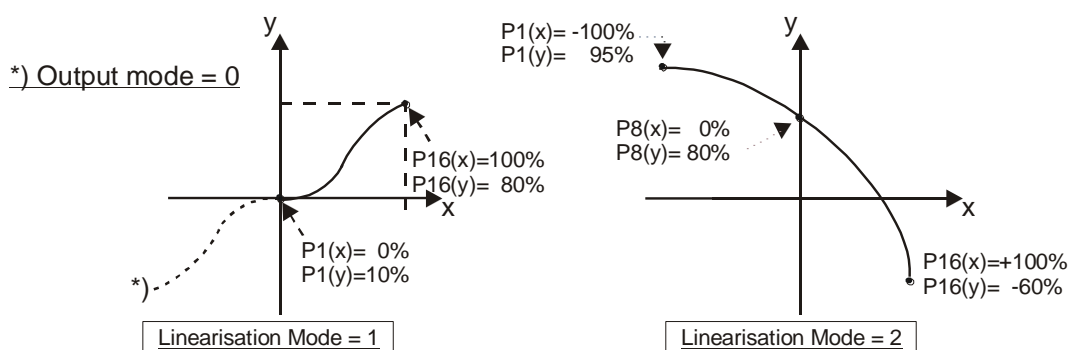 y
*) Output mode = 0
P16(x)=100%
P16(y)= 80%
x
P1(x)= 0%
P1(y)=10%
*)
Linearisation Mode = 1
y
P1(x)= -100%
P1(y)= 95%
P8(x)= 0%
P8(y)= 80%
x
P16(x)=+100%
P16(y)= -60%
Linearisation Mode = 2